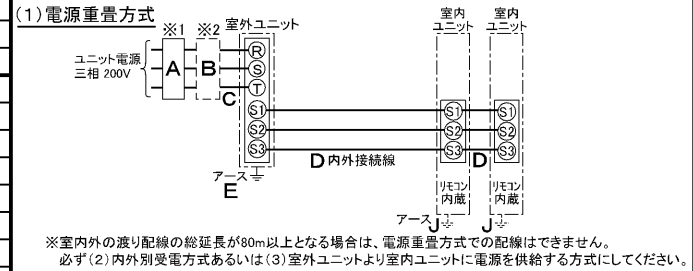 (1)電源重畳方式
※1 ※2 室外ユニット 室内ユニット 室内ユニット
ユニット電源
三相 200V
A B C
R
S
T
S1 S1 S1
S2 S2 S2
S3 S3 S3
D 内外接続線 D
アース
E
リモコン内蔵 リモコン内蔵
アース J J
※室内外の渡り配線の総延長が80m以上となる場合は、電源重畳方式での配線はできません。
必ず(2)内外別受電方式あるいは(3)室外ユニットより室内ユニットに電源を供給する方式にしてください。